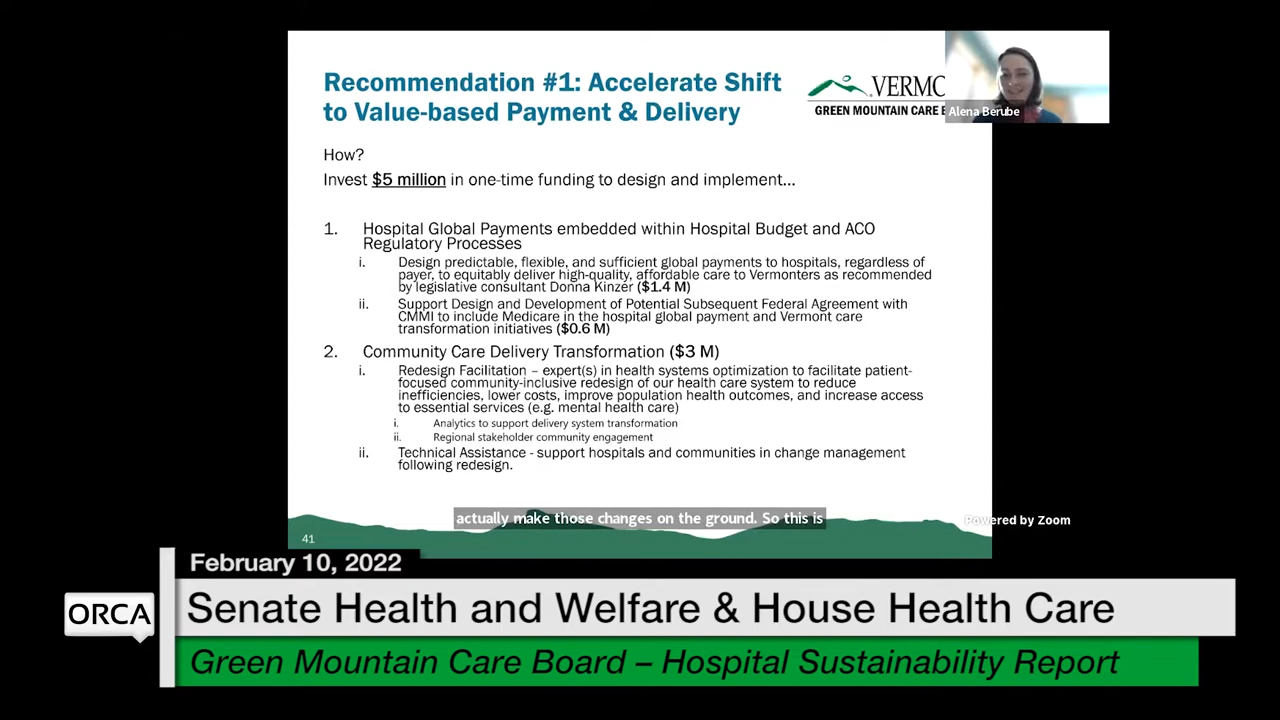 Recommendation #1: Accelerate Shift
to Value-based Payment & Delivery
VERMO
GREEN MOUNTAIN CARE B
Alena Berube
How?
Invest $5 million in one-time funding to design and implement...
1. Hospital Global Payments embedded within Hospital Budget and ACO
Regulatory Processes
i. Design predictable, flexible, and sufficient global payments to hospitals, regardless of
payer, to equitably deliver high-quality, affordable care to Vermonters as recommended
by legislative consultant Donna Kinzer ($1.4 M)
ii. Support Design and Development of Potential Subsequent Federal Agreement with
CMMI to include Medicare in the hospital global payment and Vermont care
transformation initiatives ($0.6 M)
2. Community Care Delivery Transformation ($3 M)
i. Redesign Facilitation – expert(s) in health systems optimization to facilitate patient-
focused community-inclusive redesign of our health care system to reduce
inefficiencies, lower costs, improve population health outcomes, and increase access
to essential services (e.g. mental health care)
i. Analytics to support delivery system transformation
ii. Regional stakeholder community engagement
ii. Technical Assistance - support hospitals and communities in change management
following redesign.
actually make those changes on the ground. So this is
Powered by Zoom
41
February 10, 2022
ORCA
Senate Health and Welfare & House Health Care
Green Mountain Care Board – Hospital Sustainability Report